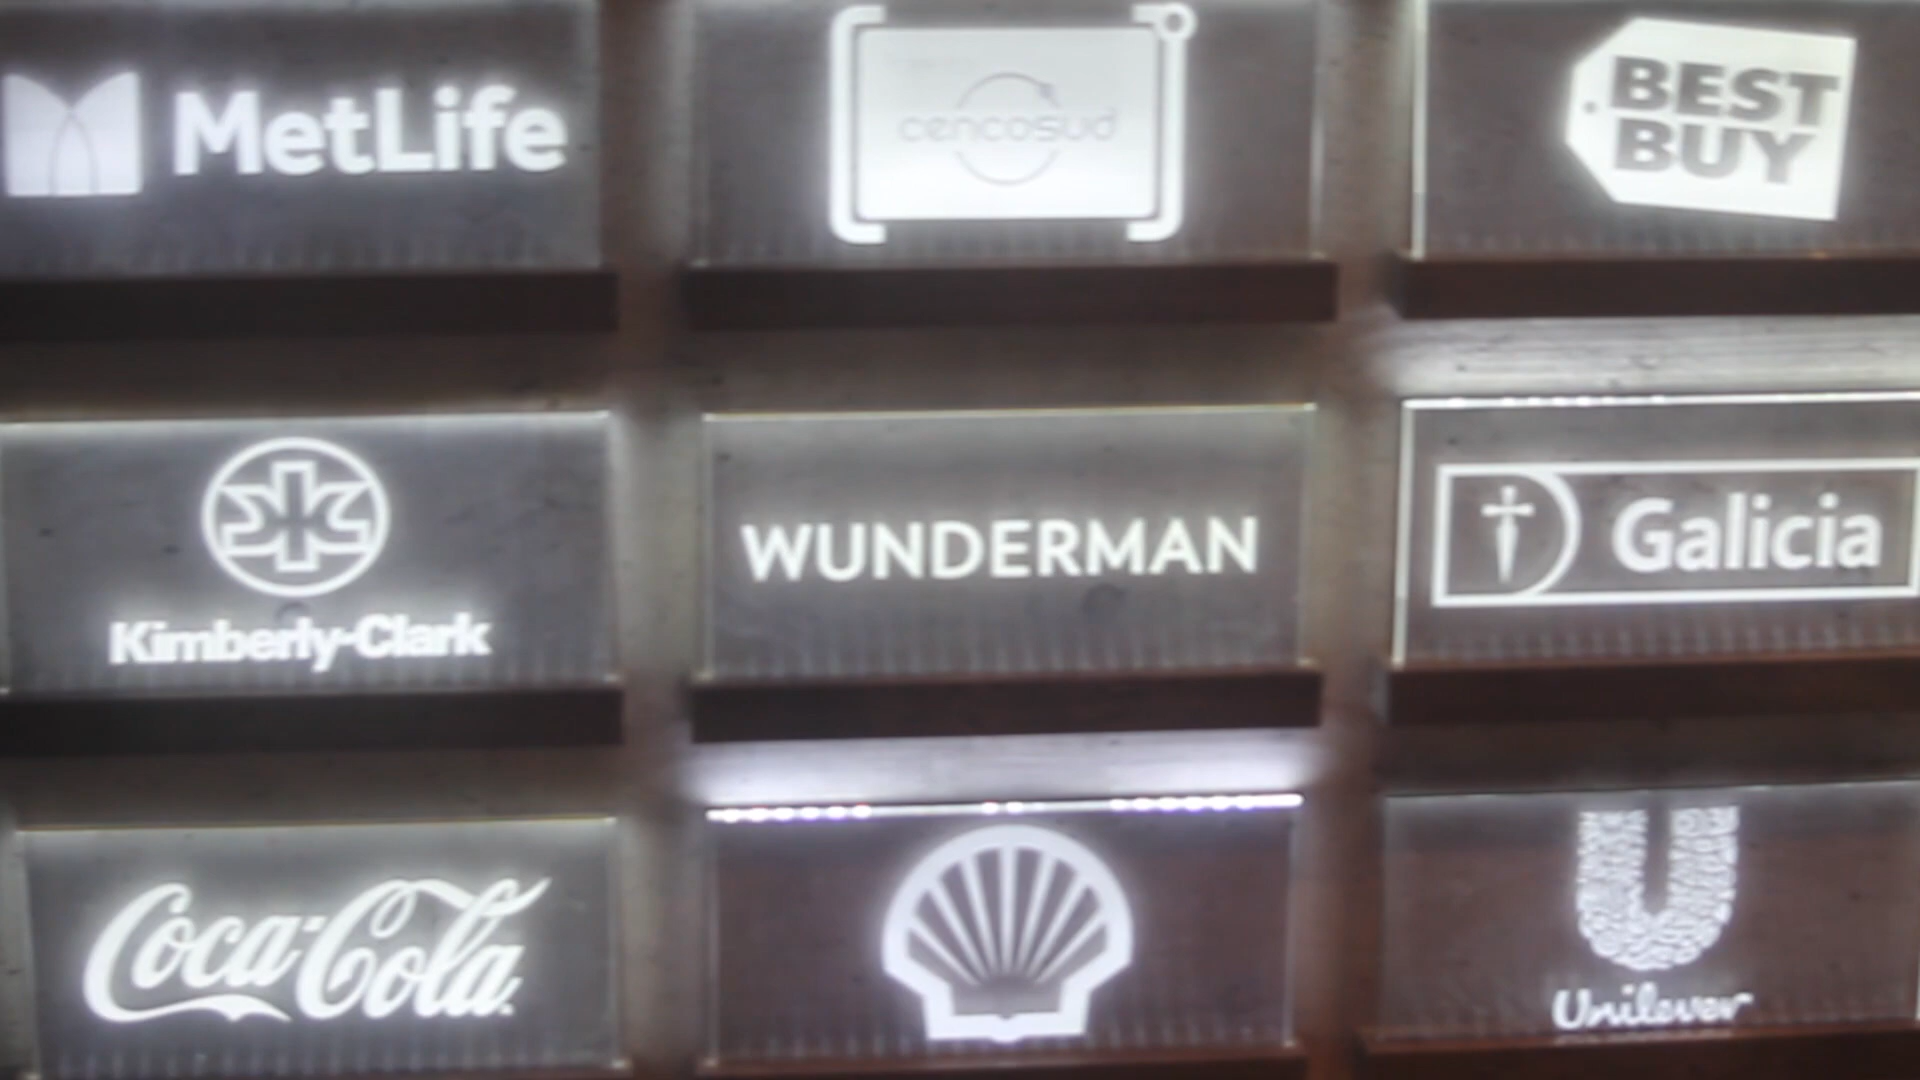 MetLife
cencosud
BEST
BUY
Kimberly-Clark
WUNDERMAN
Galicia
Coca-Cola
Unilever